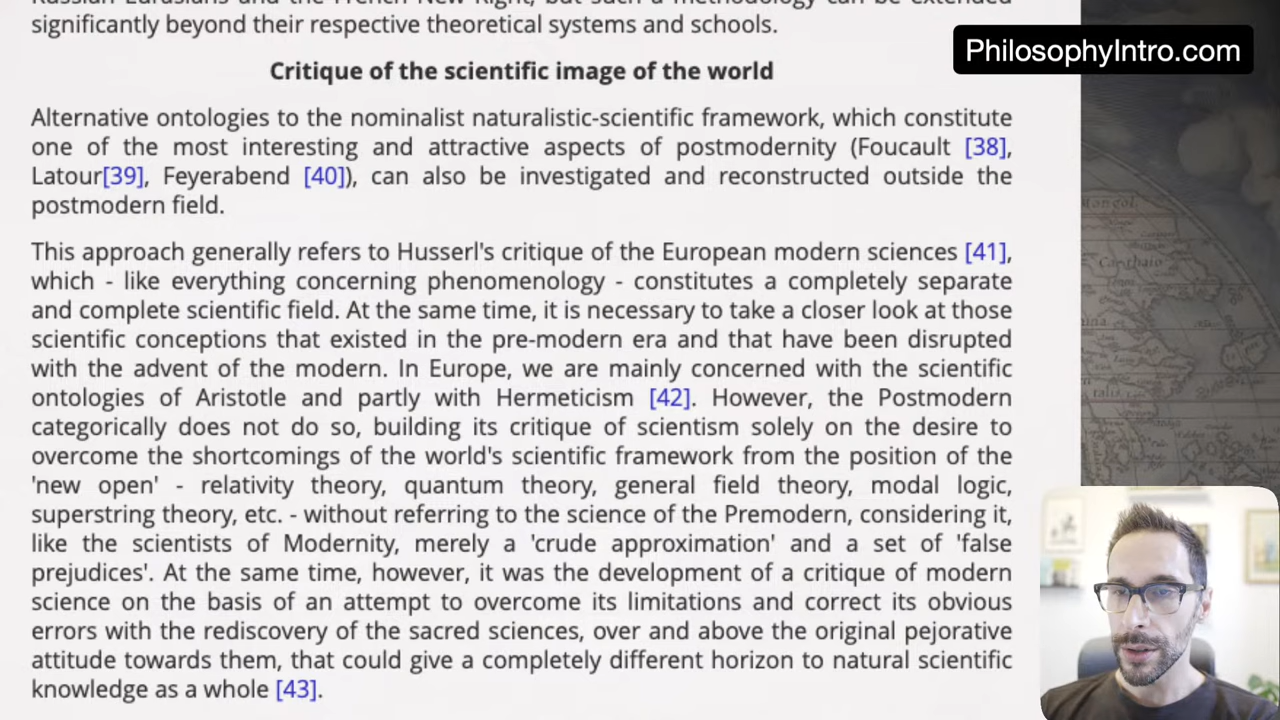 Russian Eurasians and the French New Right, but such a methodology can be extended
significantly beyond their respective theoretical systems and schools.
PhilosophyIntro.com
Critique of the scientific image of the world
Alternative ontologies to the nominalist naturalistic-scientific framework, which constitute
one of the most interesting and attractive aspects of postmodernity (Foucault [38],
Latour[39], Feyerabend [40]), can also be investigated and reconstructed outside the
postmodern field.
This approach generally refers to Husserl's critique of the European modern sciences [41],
which - like everything concerning phenomenology - constitutes a completely separate
and complete scientific field. At the same time, it is necessary to take a closer look at those
scientific conceptions that existed in the pre-modern era and that have been disrupted
with the advent of the modern. In Europe, we are mainly concerned with the scientific
ontologies of Aristotle and partly with Hermeticism [42]. However, the Postmodern
categorically does not do so, building its critique of scientism solely on the desire to
overcome the shortcomings of the world's scientific framework from the position of the
'new open' - relativity theory, quantum theory, general field theory, modal logic,
superstring theory, etc. - without referring to the science of the Premodern, considering it,
like the scientists of Modernity, merely a 'crude approximation' and a set of 'false
prejudices'. At the same time, however, it was the development of a critique of modern
science on the basis of an attempt to overcome its limitations and correct its obvious
errors with the rediscovery of the sacred sciences, over and above the original pejorative
attitude towards them, that could give a completely different horizon to natural scientific
knowledge as a whole [43].